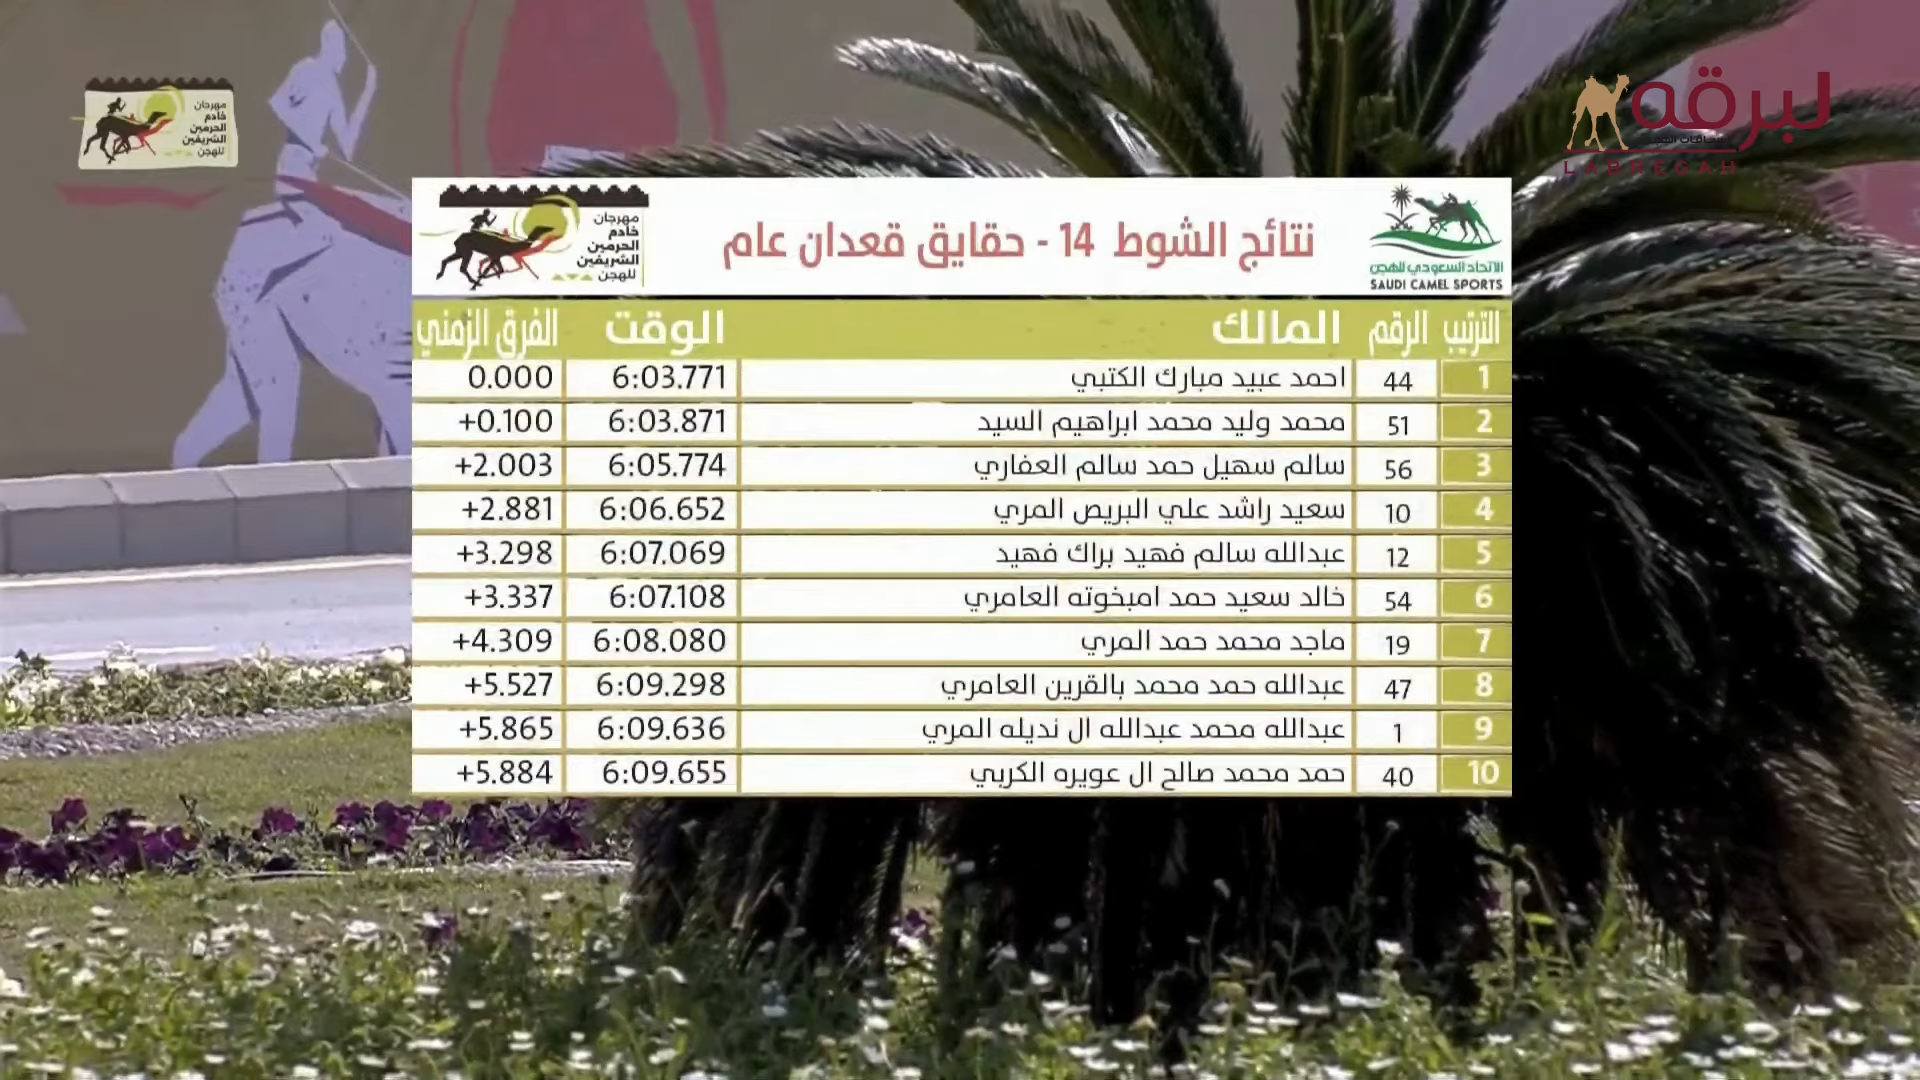 مهرجان
خادم
الحرمين
الشريفين
للهجن
لبرقه
LABREGAH
مهرجان
خادم
الحرمين
الشريفين
للهجن
نتائج الشوط 14 - حقايق قعدان عام
الاتحاد السعودي للهجن
SAUDI CAMEL SPORTS
الترتيب الرقم المالك الوقت الفرق الزمني
1 44 احمد عبيد مبارك الكتبي 6:03.771 0.000
2 51 محمد وليد محمد ابراهيم السيد 6:03.871 +0.100
3 56 سالم سهيل حمد سالم العفاري 6:05.774 +2.003
4 10 سعيد راشد علي البريص المري 6:06.652 +2.881
5 12 عبدالله سالم فهيد براك فهيد 6:07.069 +3.298
6 54 خالد سعيد حمد امبخوته العامري 6:07.108 +3.337
7 19 ماجد محمد حمد المري 6:08.080 +4.309
8 47 عبدالله حمد محمد بالقرين العامري 6:09.298 +5.527
9 1 عبدالله محمد عبدالله ال نديله المري 6:09.636 +5.865
10 40 حمد محمد صالح ال عويره الكربي 6:09.655 +5.884